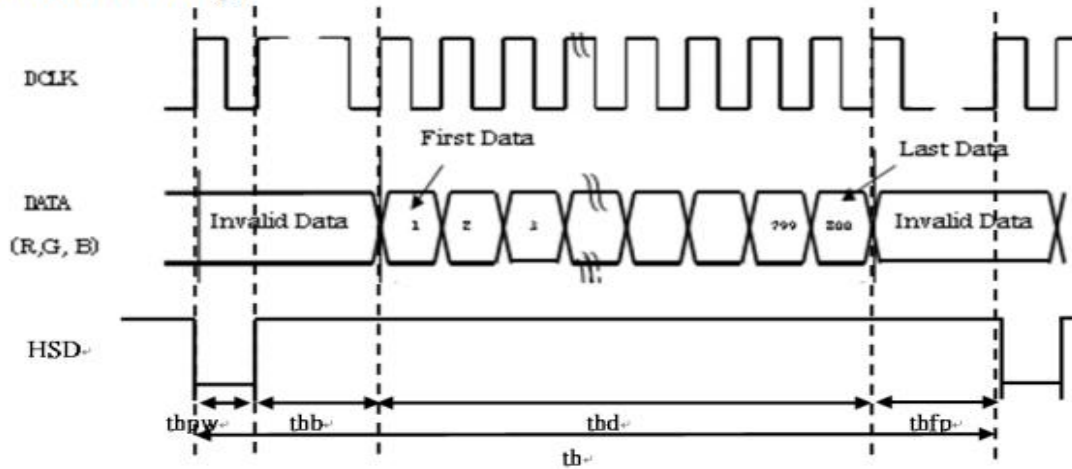 DCLK
First Data
Last Data
DATA
(R,G, B)
Invalid Data
1
2
3
799
800
Invalid Data
HSD
thpw
thb
thd
thfp
th